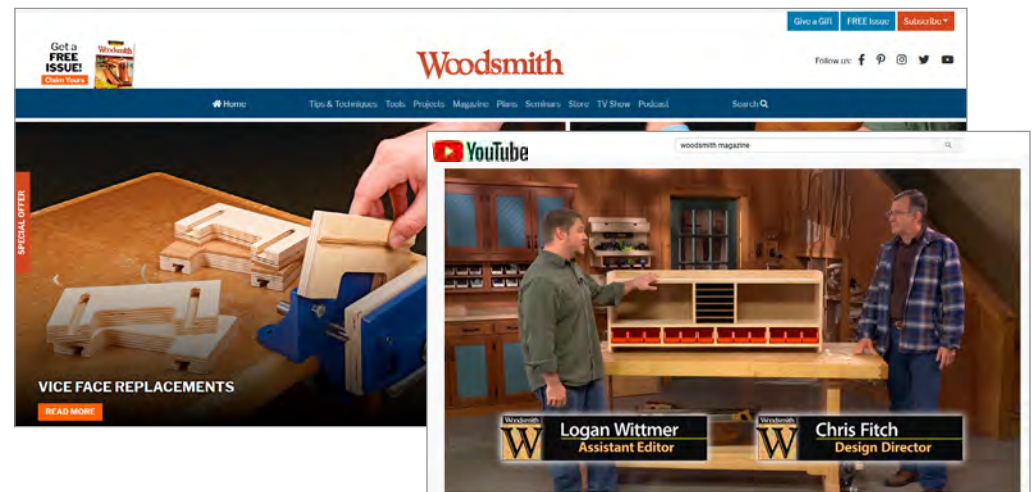 Give a Gift FREE Issue Subscribe
Get a
FREE
ISSUE!
Claim Yours
Woodsmith
Woodsmith
Follow us:
Home Tips & Techniques Tools Projects Magazine Plans Seminars Store TV Show Podcast Search
SPECIAL OFFER
VICE FACE REPLACEMENTS
READ MORE
YouTube
woodsmith magazine
Woodsmith
W
Logan Wittmer
Assistant Editor
Woodsmith
W
Chris Fitch
Design Director